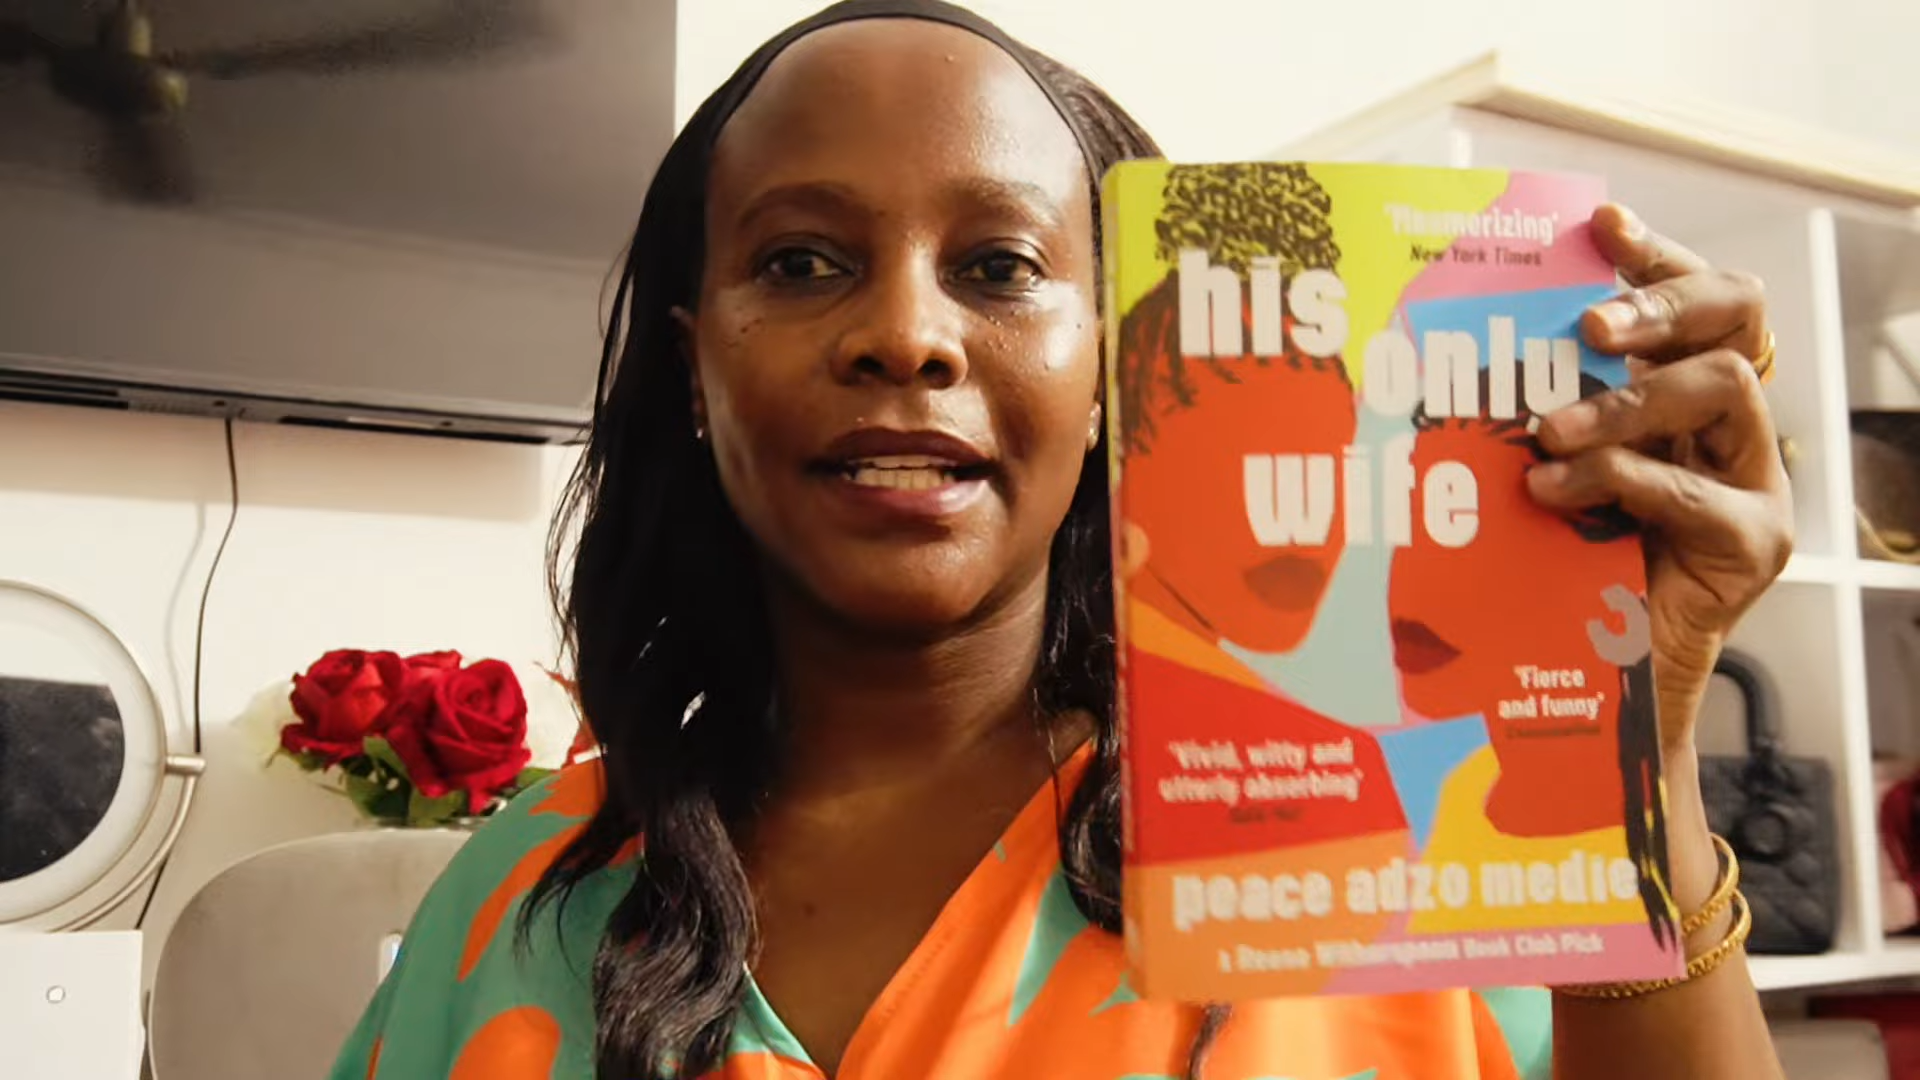 'Mesmerizing'
New York Times
his
only
wife
'Fierce
and funny'
'Vivid, witty and
utterly absorbing'
peace adzo medie
Reese Witherspoon Book Club Pick